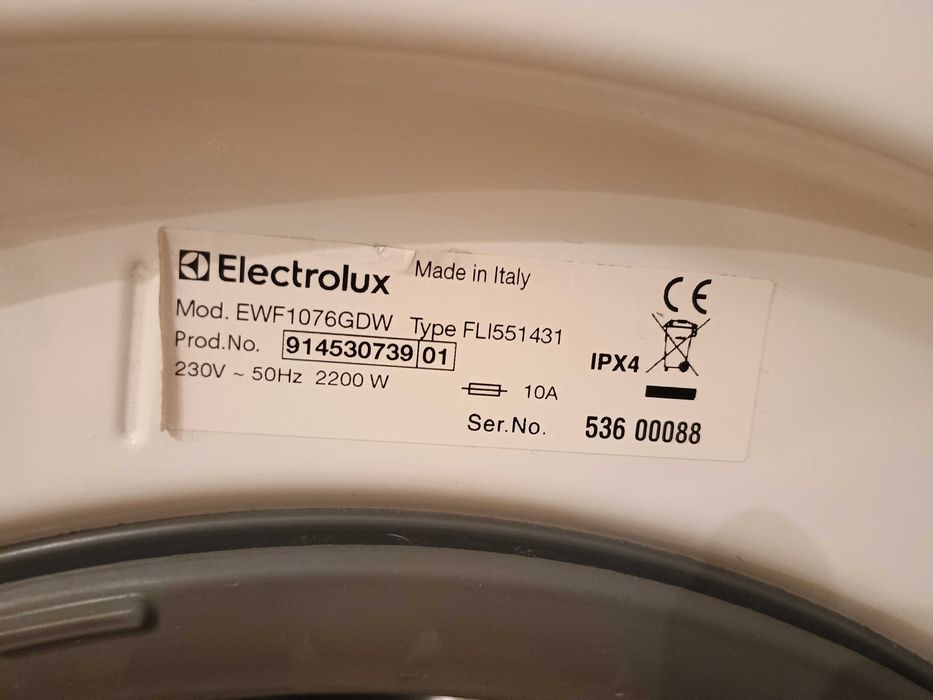 Electrolux Made in Italy
Mod. EWF1076GDW Type FLI551431
Prod.No. 914530739 01
230V ~ 50Hz 2200 W
10A
IPX4
Ser.No. 536 00088
CE